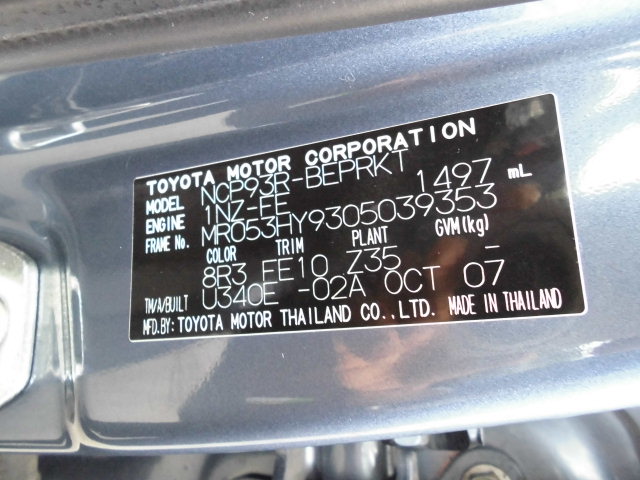 TOYOTA MOTOR CORPORATION
MODEL NCP93R-BEPRKT
ENGINE 1NZ-FE 1497 mL
FRAME No. MR053HY9305039353
COLOR TRIM PLANT GVM(kg)
8R3 FE10 Z35 -
TM/A/BUILT U340E -02A OCT 07
MFD.BY: TOYOTA MOTOR THAILAND CO.,LTD. MADE IN THAILAND